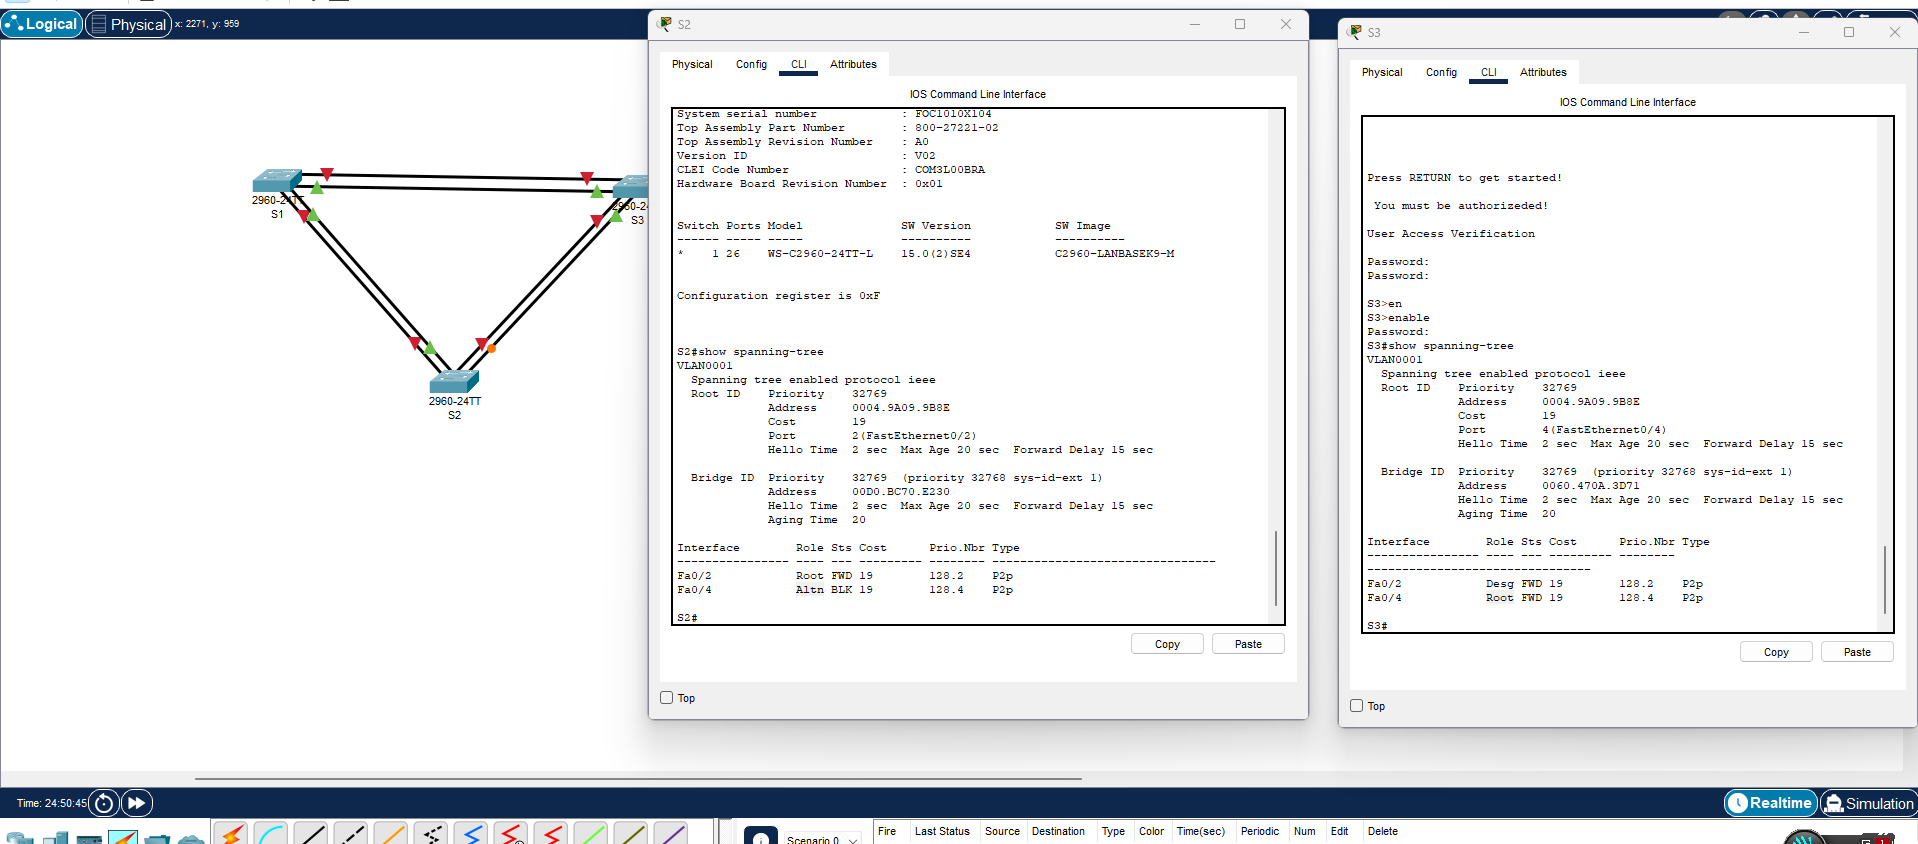 Logical
Physical
x: 2271, y: 959
2960-24TT
S1
2960-24
S3
2960-24TT
S2
S2
Physical Config CLI Attributes
IOS Command Line Interface
System serial number : FOC1010X104
Top Assembly Part Number : 800-27221-02
Top Assembly Revision Number : A0
Version ID : V02
CLEI Code Number : COM3L00BRA
Hardware Board Revision Number : 0x01
Switch Ports Model SW Version SW Image
------ ----- ----- ---------- ----------
* 1 26 WS-C2960-24TT-L 15.0(2)SE4 C2960-LANBASEK9-M
Configuration register is 0xF
S2#show spanning-tree
VLAN0001
Spanning tree enabled protocol ieee
Root ID Priority 32769
Address 0004.9A09.9B8E
Cost 19
Port 2(FastEthernet0/2)
Hello Time 2 sec Max Age 20 sec Forward Delay 15 sec
Bridge ID Priority 32769 (priority 32768 sys-id-ext 1)
Address 00D0.BC70.E230
Hello Time 2 sec Max Age 20 sec Forward Delay 15 sec
Aging Time 20
Interface Role Sts Cost Prio.Nbr Type
---------------- ---- --- --------- -------- --------------------------------
Fa0/2 Root FWD 19 128.2 P2p
Fa0/4 Altn BLK 19 128.4 P2p
S2#
Copy Paste
Top
S3
Physical Config CLI Attributes
IOS Command Line Interface
Press RETURN to get started!
You must be authorizeded!
User Access Verification
Password:
Password:
S3>en
S3>enable
Password:
S3#show spanning-tree
VLAN0001
Spanning tree enabled protocol ieee
Root ID Priority 32769
Address 0004.9A09.9B8E
Cost 19
Port 4(FastEthernet0/4)
Hello Time 2 sec Max Age 20 sec Forward Delay 15 sec
Bridge ID Priority 32769 (priority 32768 sys-id-ext 1)
Address 0060.470A.3D71
Hello Time 2 sec Max Age 20 sec Forward Delay 15 sec
Aging Time 20
Interface Role Sts Cost Prio.Nbr Type
---------------- ---- --- --------- --------
--------------------------------
Fa0/2 Desg FWD 19 128.2 P2p
Fa0/4 Root FWD 19 128.4 P2p
S3#
Copy Paste
Top
Time: 24:50:45
Realtime Simulation
Scenario 0
Fire Last Status Source Destination Type Color Time(sec) Periodic Num Edit Delete